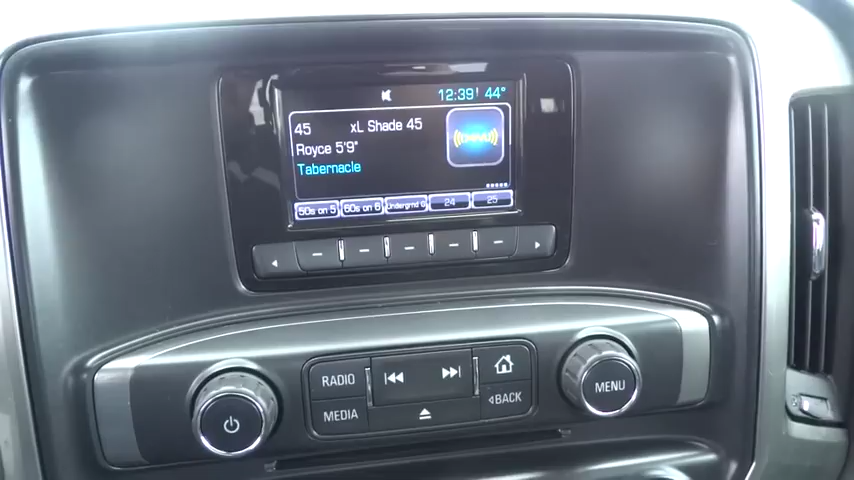 12:39 44°
45 xL Shade 45
Royce 5'9"
Tabernacle
50s on 5 60s on 6 Undergrnd G 24 25
RADIO
MEDIA
BACK
MENU